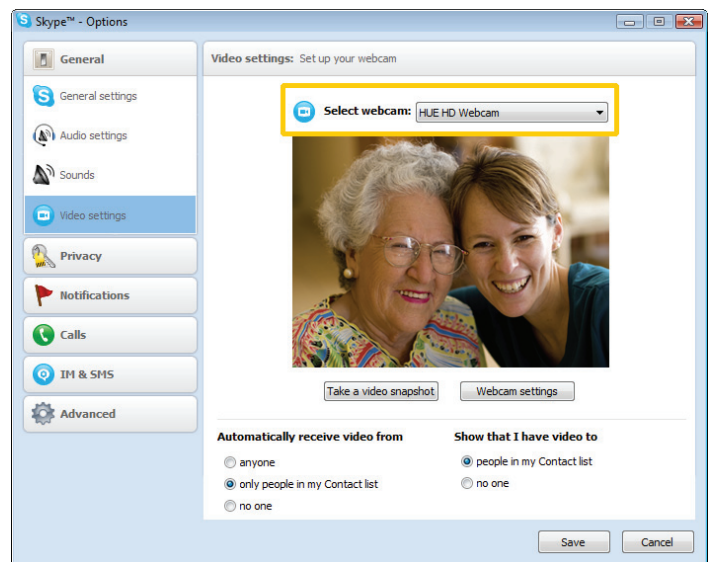 Skype™ - Options
General
General settings
Audio settings
Sounds
Video settings
Privacy
Notifications
Calls
IM & SMS
Advanced
Video settings: Set up your webcam
Select webcam: HUE HD Webcam
Take a video snapshot Webcam settings
Automatically receive video from
anyone
only people in my Contact list
no one
Show that I have video to
people in my Contact list
no one
Save Cancel